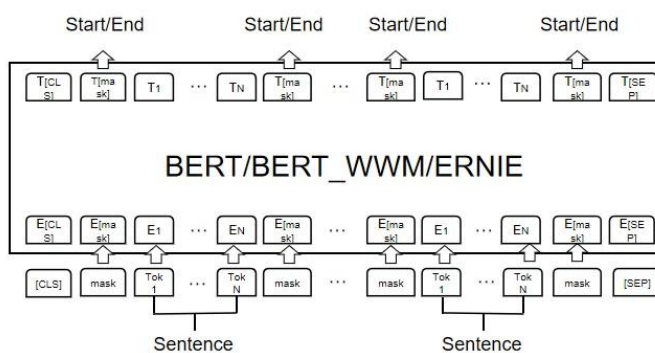 Start/End Start/End Start/End Start/End
T[CL S] T[ma sk] T1 ... TN T[ma sk] ... T[ma sk] T1 ... TN T[ma sk] T[SE P]
BERT/BERT_WWM/ERNIE
E[CL S] E[ma sk] E1 ... EN E[ma sk] ... E[ma sk] E1 ... EN E[ma sk] E[SE P]
[CLS] mask Tok 1 ... Tok N mask ... mask Tok 1 ... Tok N mask [SEP]
Sentence Sentence